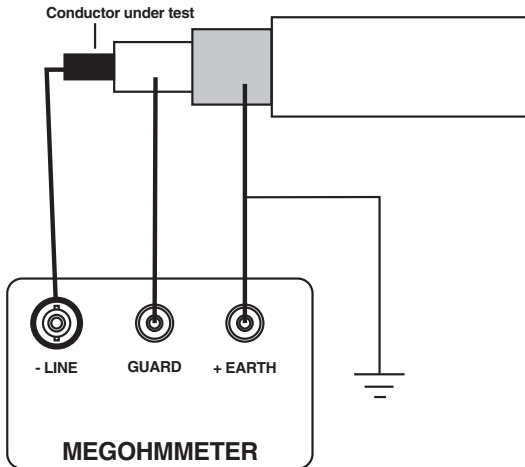 Conductor under test
- LINE
GUARD
+ EARTH
MEGOHMMETER